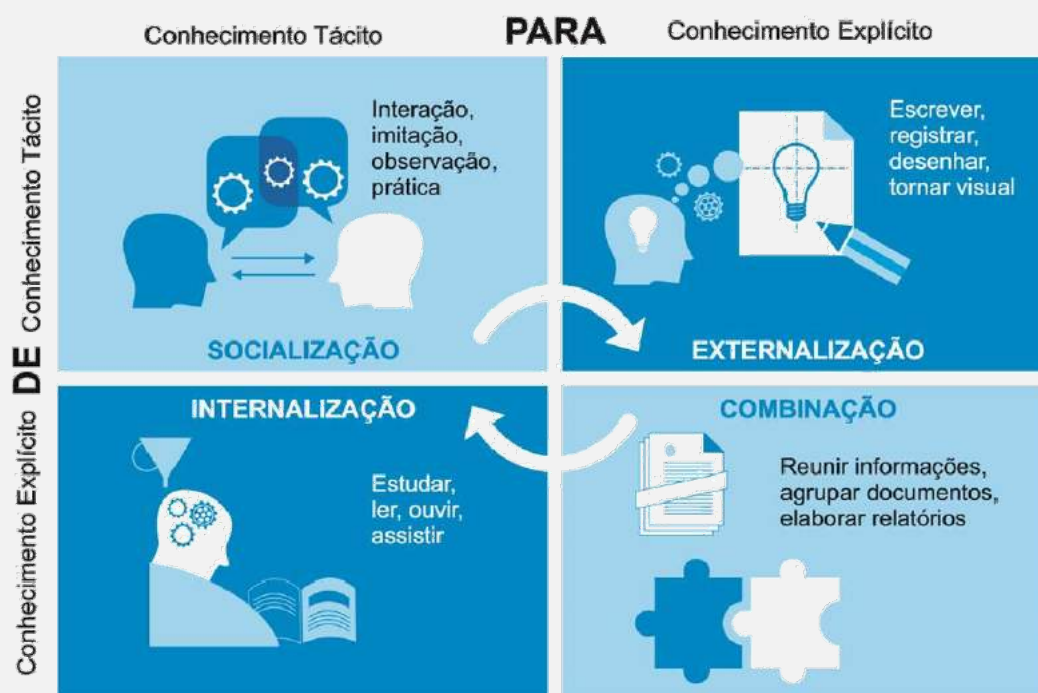 Conhecimento Tácito
PARA
Conhecimento Explícito
DE
Conhecimento Tácito
Conhecimento Explícito
Interação,
imitação,
observação,
prática
SOCIALIZAÇÃO
Escrever,
registrar,
desenhar,
tornar visual
EXTERNALIZAÇÃO
INTERNALIZAÇÃO
Estudar,
ler, ouvir,
assistir
COMBINAÇÃO
Reunir informações,
agrupar documentos,
elaborar relatórios